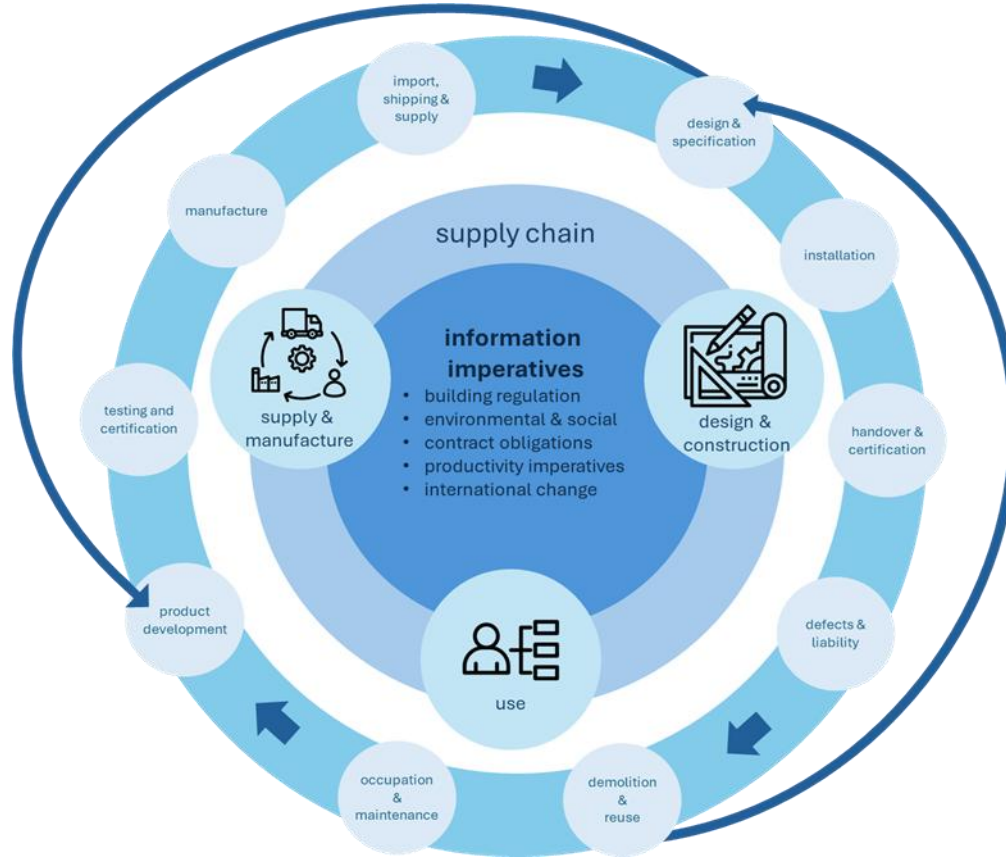 import,
shipping &
supply
design &
specification
manufacture
installation
supply chain
information
imperatives
• building regulation
• environmental & social
• contract obligations
• productivity imperatives
• international change
supply &
manufacture
design &
construction
testing and
certification
handover &
certification
product
development
defects &
liability
use
occupation
&
maintenance
demolition
&
reuse